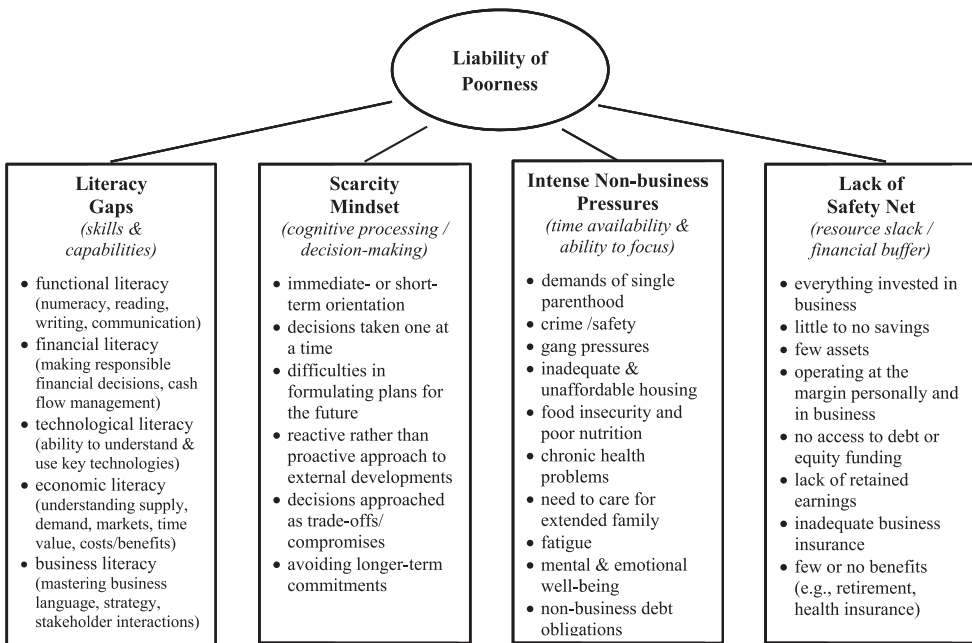 Liability of
Poorness
Literacy
Gaps
(skills &
capabilities)
• functional literacy
(numeracy, reading,
writing, communication)
• financial literacy
(making responsible
financial decisions, cash
flow management)
• technological literacy
(ability to understand &
use key technologies)
• economic literacy
(understanding supply,
demand, markets, time
value, costs/benefits)
• business literacy
(mastering business
language, strategy,
stakeholder interactions)
Scarcity
Mindset
(cognitive processing /
decision-making)
• immediate- or short-
term orientation
• decisions taken one at
a time
• difficulties in
formulating plans for
the future
• reactive rather than
proactive approach to
external developments
• decisions approached
as trade-offs/
compromises
• avoiding longer-term
commitments
Intense Non-business
Pressures
(time availability &
ability to focus)
• demands of single
parenthood
• crime /safety
• gang pressures
• inadequate &
unaffordable housing
• food insecurity and
poor nutrition
• chronic health
problems
• need to care for
extended family
• fatigue
• mental & emotional
well-being
• non-business debt
obligations
Lack of
Safety Net
(resource slack /
financial buffer)
• everything invested in
business
• little to no savings
• few assets
• operating at the
margin personally and
in business
• no access to debt or
equity funding
• lack of retained
earnings
• inadequate business
insurance
• few or no benefits
(e.g., retirement,
health insurance)